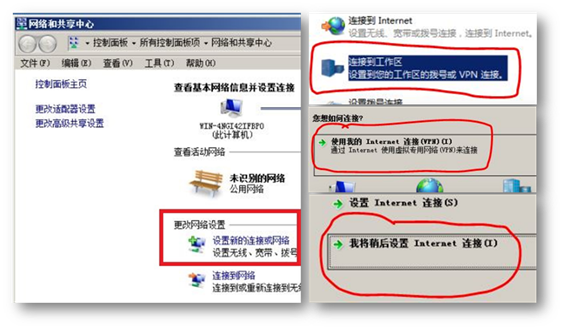 网络和共享中心
控制面板 ▸ 所有控制面板项 ▸ 网络和共享中心
文件(F) 编辑(E) 查看(V) 工具(T) 帮助(H)
控制面板主页
更改适配器设置
更改高级共享设置
查看基本网络信息并设置连接
WIN-4NGI42IFBPO
(此计算机)
查看活动网络
未识别的网络
公用网络
更改网络设置
设置新的连接或网络
设置无线、宽带、拨号
连接到网络
连接到或重新连接到无线
连接到 Internet
设置无线、宽带或拨号连接，连接到 Internet。
连接到工作区
设置到您的工作区的拨号或 VPN 连接。
设置拨号连接
您想如何连接?
使用我的 Internet 连接(VPN)(I)
通过 Internet 使用虚拟专用网络(VPN)来连接
设置 Internet 连接(S)
我将稍后设置 Internet 连接(I)